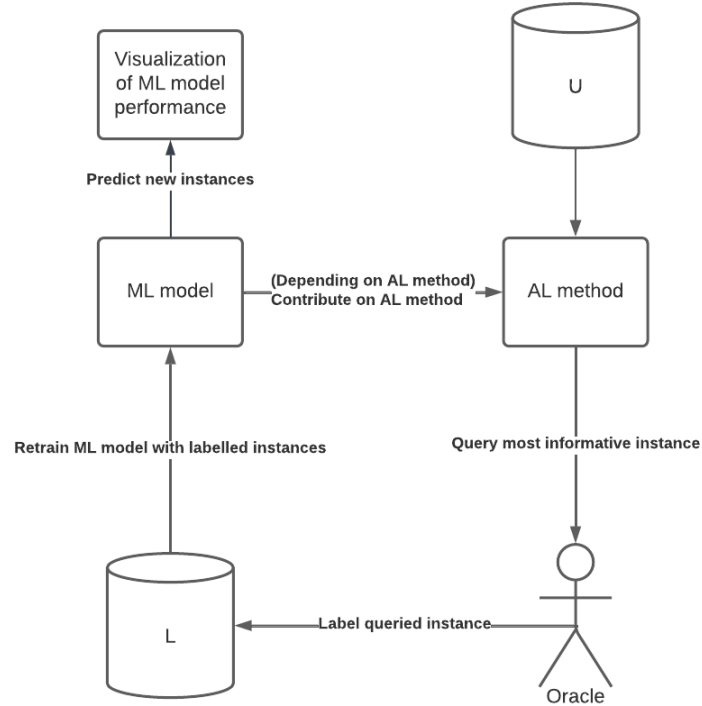 Visualization
of ML model
performance
U
Predict new instances
ML model
(Depending on AL method)
Contribute on AL method
AL method
Retrain ML model with labelled instances
Query most informative instance
L
Label queried instance
Oracle